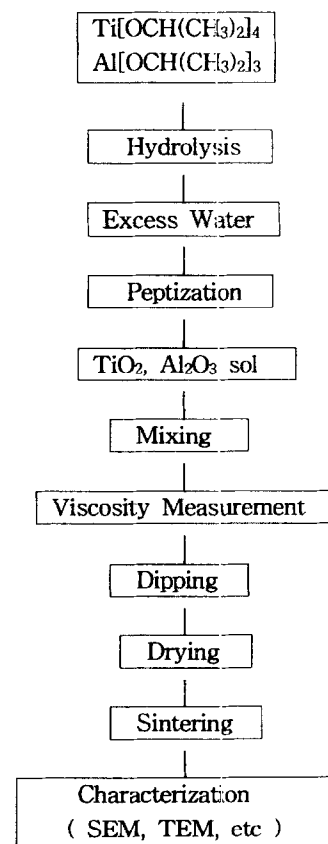 Ti[OCH(CH₃)₂]₄
Al[OCH(CH₃)₂]₃
Hydrolysis
Excess Water
Peptization
TiO₂, Al₂O₃ sol
Mixing
Viscosity Measurement
Dipping
Drying
Sintering
Characterization
( SEM, TEM, etc )